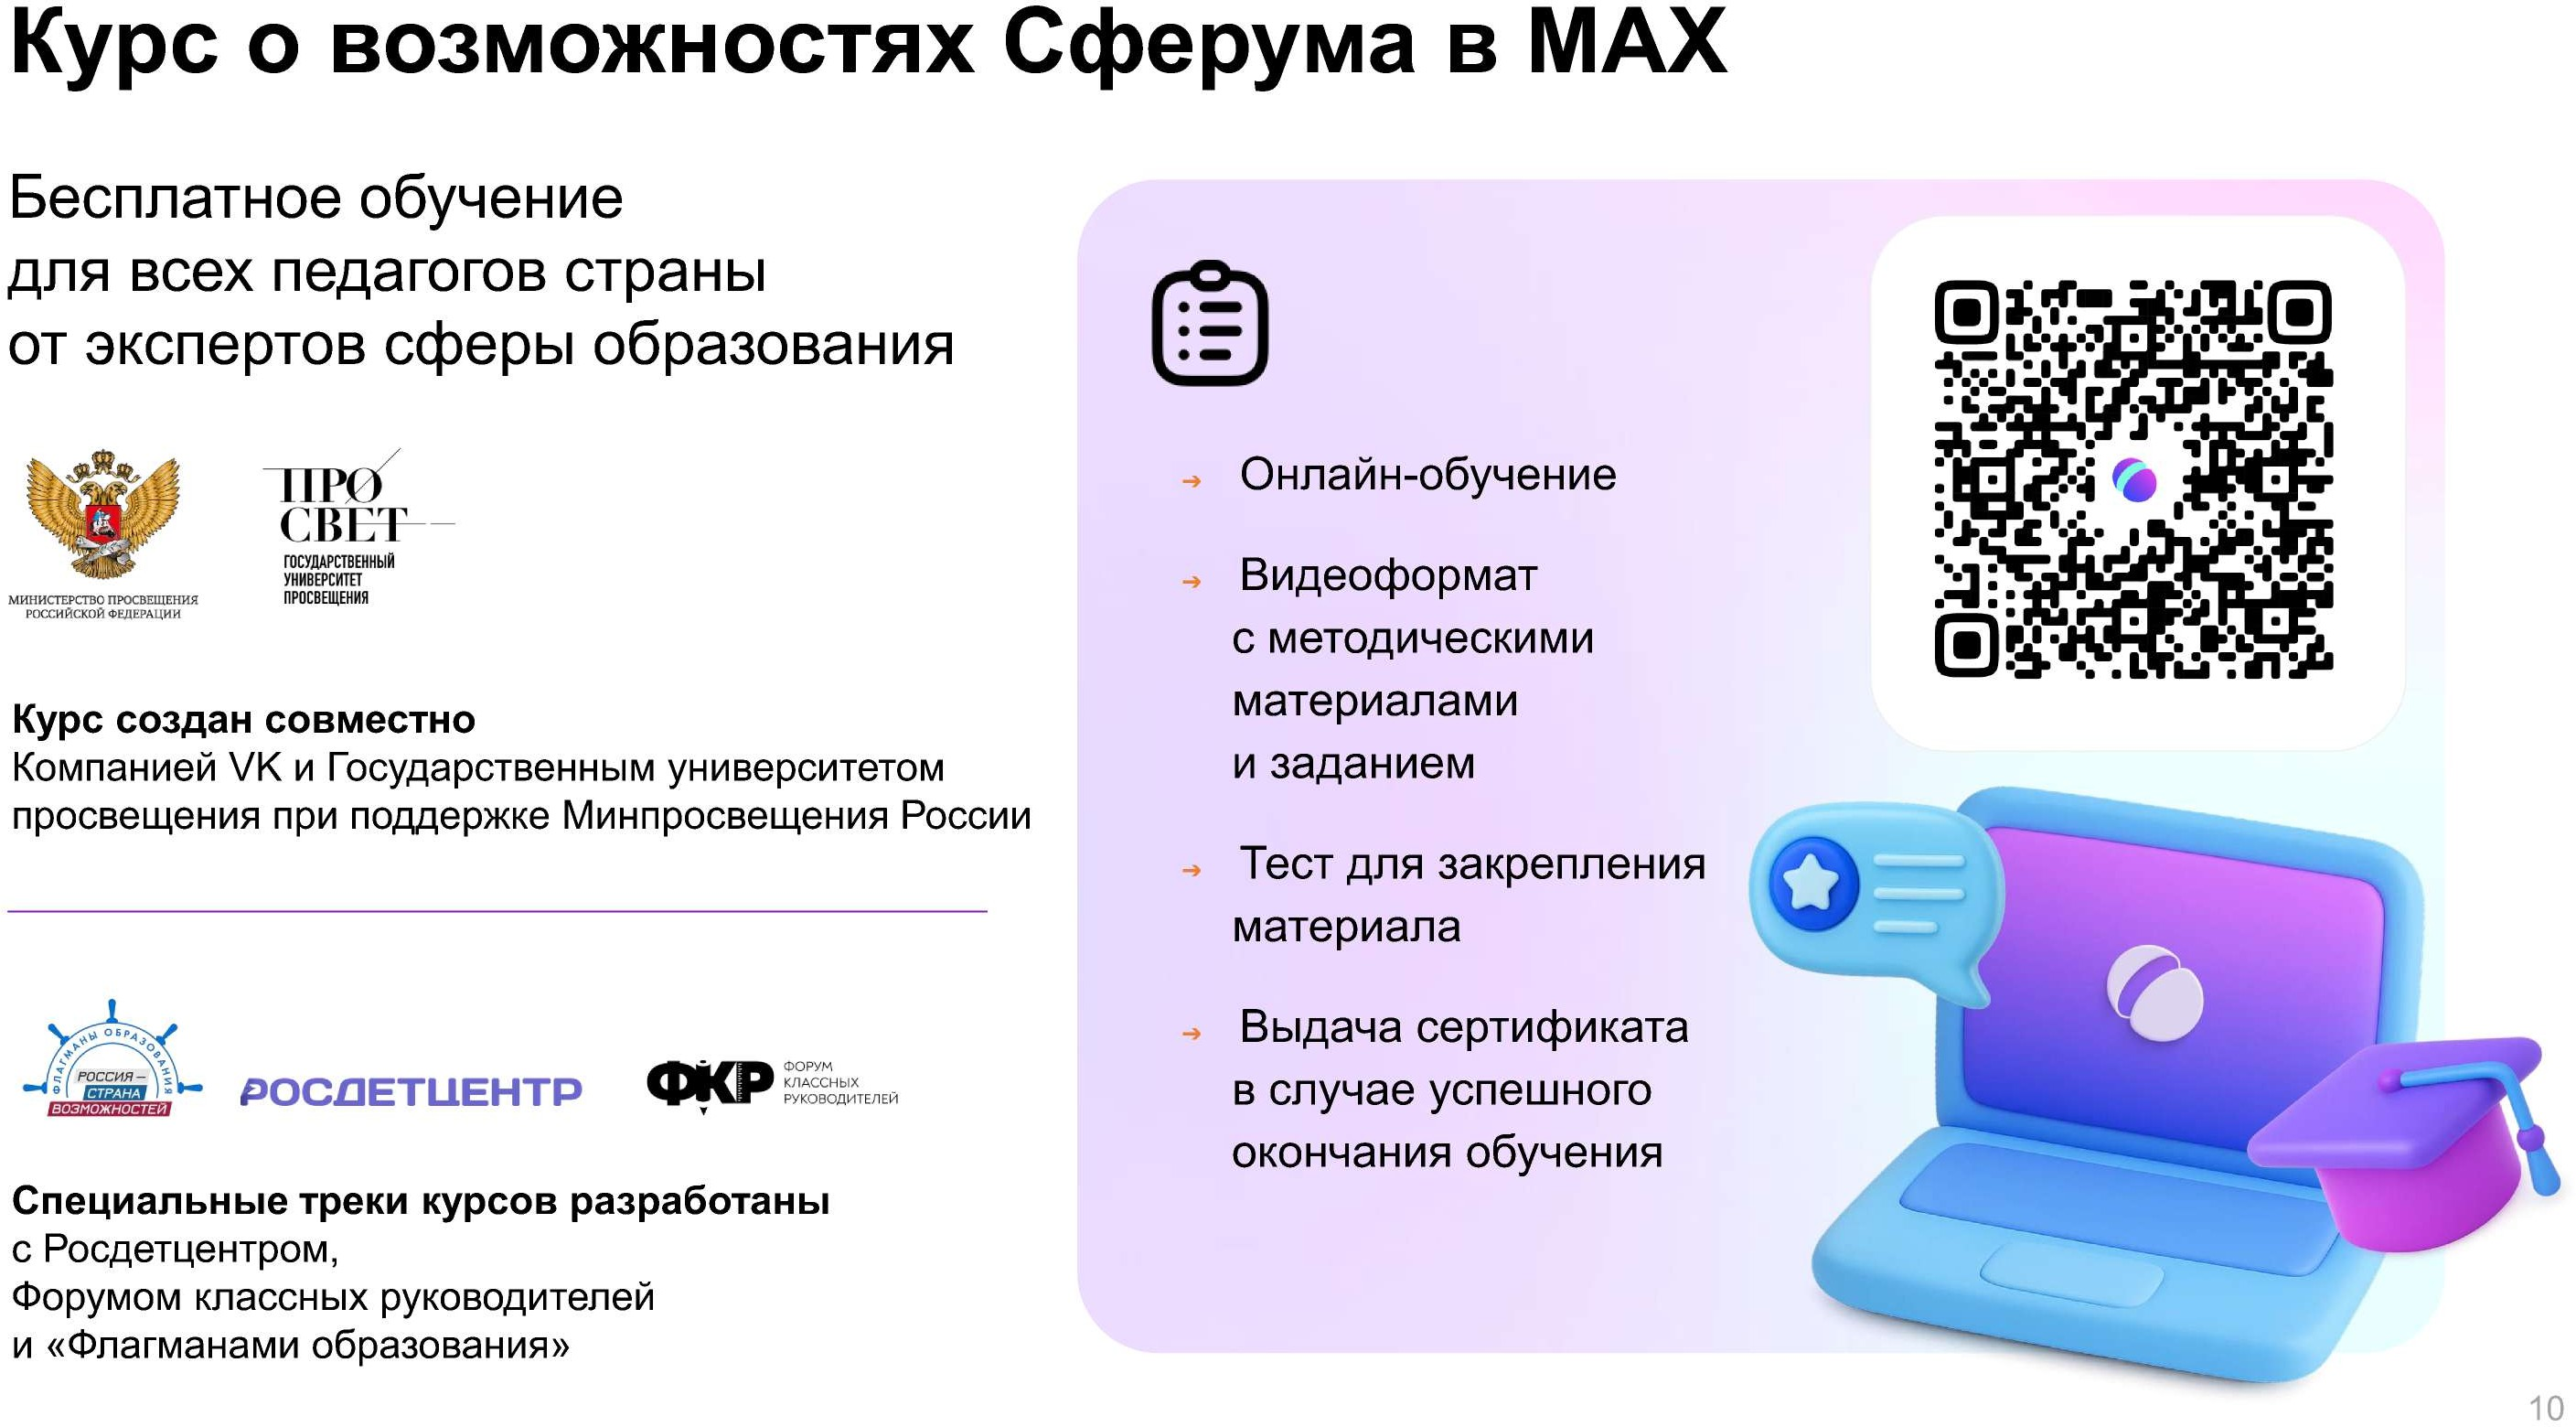 Курс о возможностях Сферума в MAX
Бесплатное обучение
для всех педагогов страны
от экспертов сферы образования
МИНИСТЕРСТВО ПРОСВЕЩЕНИЯ
РОССИЙСКОЙ ФЕДЕРАЦИИ
ПРО
СВЕТ
ГОСУДАРСТВЕННЫЙ
УНИВЕРСИТЕТ
ПРОСВЕЩЕНИЯ
Курс создан совместно
Компанией VK и Государственным университетом
просвещения при поддержке Минпросвещения России
ФЛАГМАНЫ ОБРАЗОВАНИЯ
РОССИЯ –
СТРАНА
ВОЗМОЖНОСТЕЙ
РОСДЕТЦЕНТР
ФКР
ФОРУМ
КЛАССНЫХ
РУКОВОДИТЕЛЕЙ
Специальные треки курсов разработаны
с Росдетцентром,
Форумом классных руководителей
и «Флагманами образования»
→ Онлайн-обучение
→ Видеоформат
с методическими
материалами
и заданием
→ Тест для закрепления
материала
→ Выдача сертификата
в случае успешного
окончания обучения
10